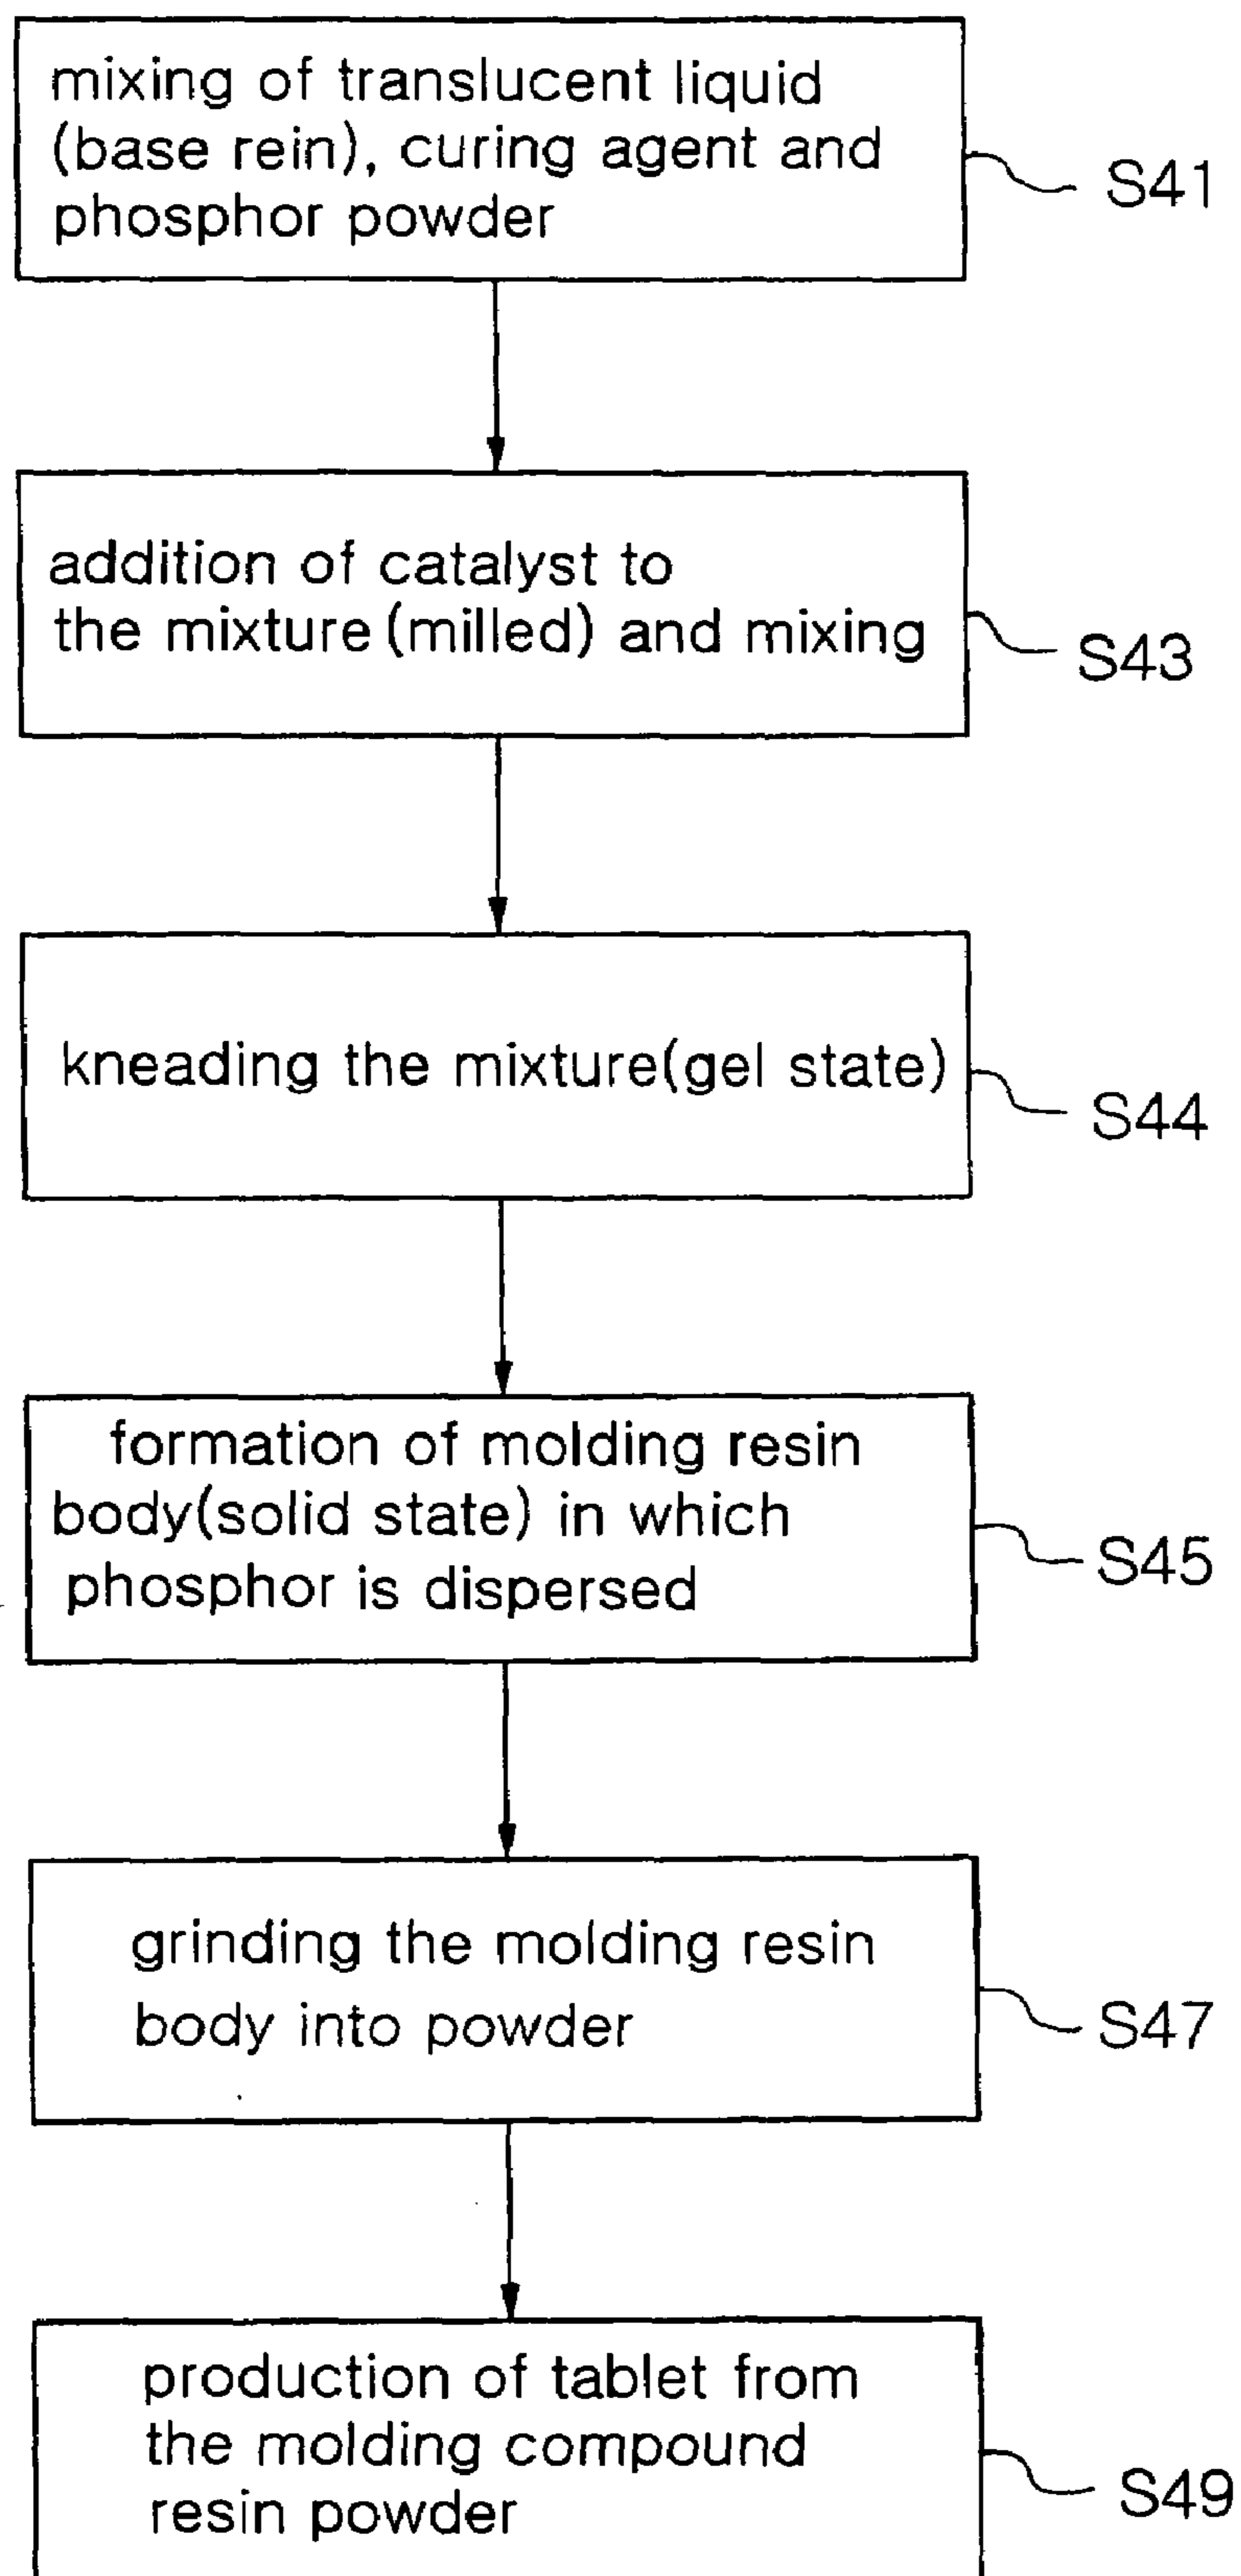 mixing of translucent liquid
(base rein), curing agent and
phosphor powder
S41
addition of catalyst to
the mixture (milled) and mixing
S43
kneading the mixture(gel state)
S44
formation of molding resin
body(solid state) in which
phosphor is dispersed
S45
grinding the molding resin
body into powder
S47
production of tablet from
the molding compound
resin powder
S49